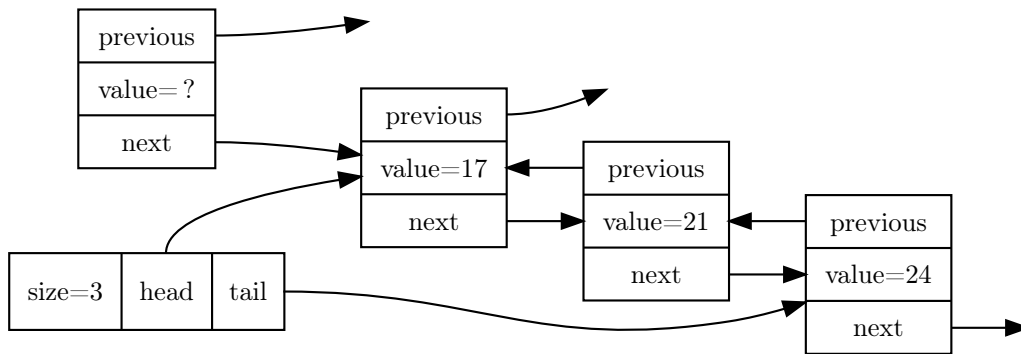 previous
value= ?
next
previous
value=17
next
previous
value=21
next
previous
value=24
next
size=3 head tail